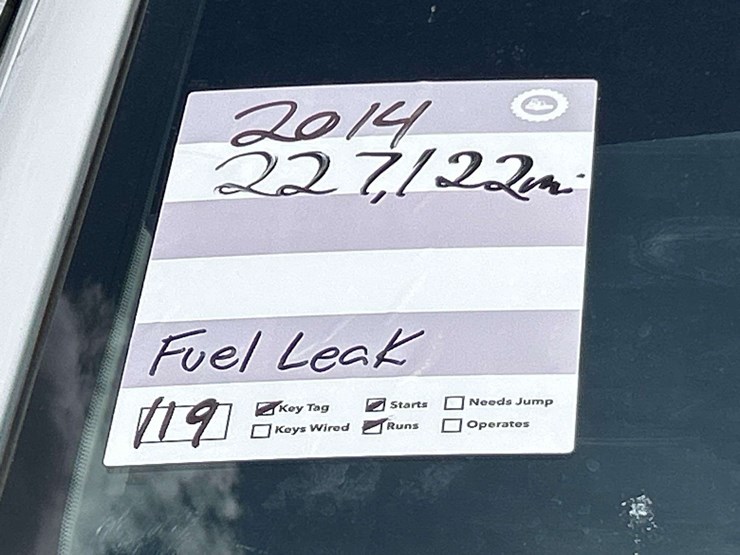 2014
227,122mi.
Fuel Leak
119
Key Tag Starts Needs Jump
Keys Wired Runs Operates